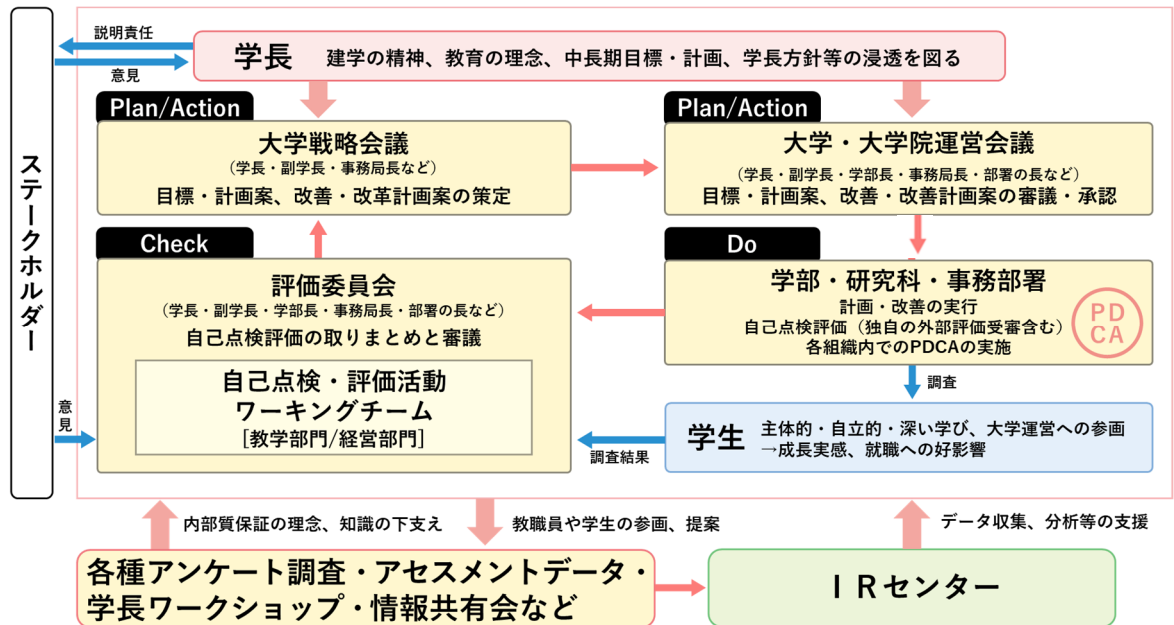 ステークホルダー
説明責任
意見
学長 建学の精神、教育の理念、中長期目標・計画、学長方針等の浸透を図る
Plan/Action
大学戦略会議
（学長・副学長・事務局長など）
目標・計画案、改善・改革計画案の策定
Plan/Action
大学・大学院運営会議
（学長・副学長・学部長・事務局長・部署の長など）
目標・計画案、改善・改善計画案の審議・承認
Check
評価委員会
（学長・副学長・学部長・事務局長・部署の長など）
自己点検評価の取りまとめと審議
自己点検・評価活動
ワーキングチーム
［教学部門/経営部門］
Do
学部・研究科・事務部署
計画・改善の実行
自己点検評価（独自の外部評価受審含む）
各組織内でのPDCAの実施
PD
CA
調査
意見
調査結果
学生
主体的・自立的・深い学び、大学運営への参画
→成長実感、就職への好影響
内部質保証の理念、知識の下支え
教職員や学生の参画、提案
データ収集、分析等の支援
各種アンケート調査・アセスメントデータ・
学長ワークショップ・情報共有会など
ＩＲセンター